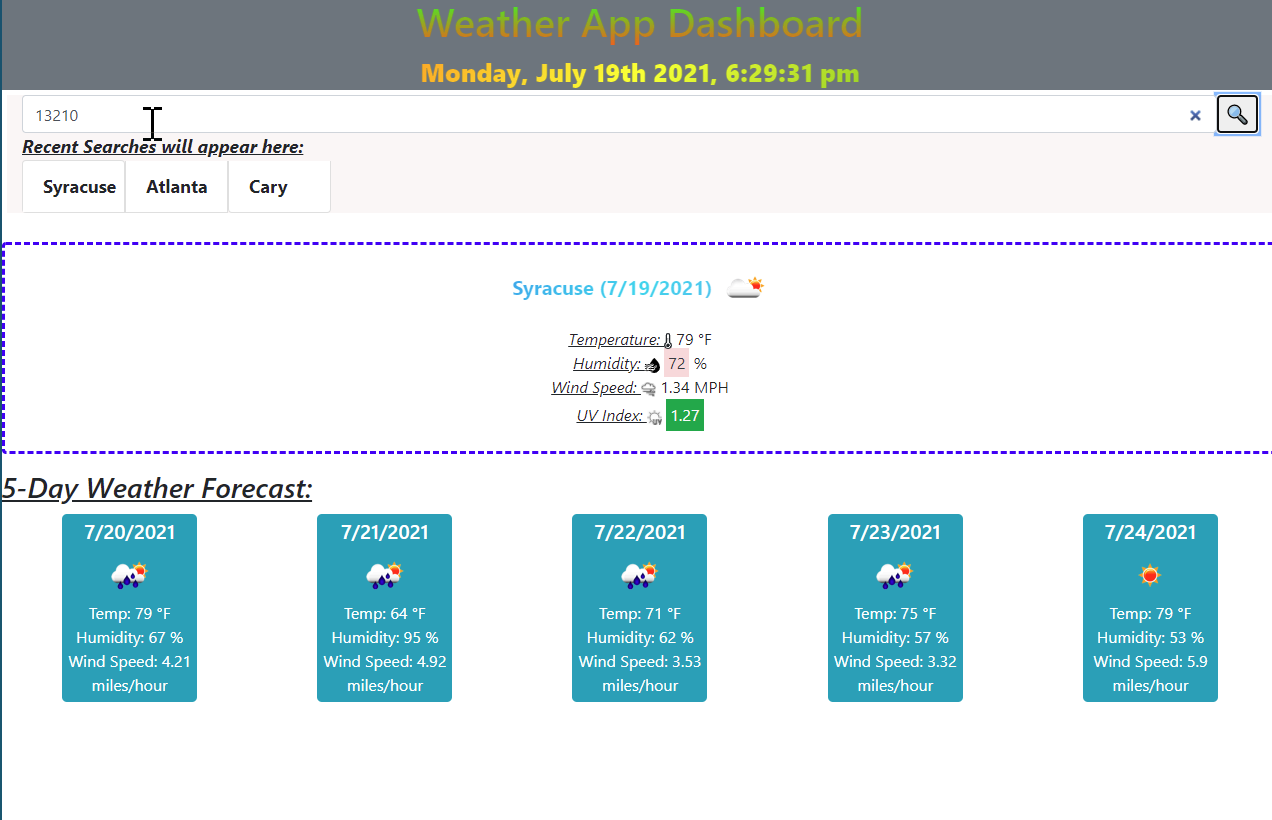 Weather App Dashboard
Monday, July 19th 2021, 6:29:31 pm
13210
Recent Searches will appear here:
Syracuse Atlanta Cary
Syracuse (7/19/2021)
Temperature: 79 °F
Humidity: 72 %
Wind Speed: 1.34 MPH
UV Index: UV 1.27
5-Day Weather Forecast:
7/20/2021
Temp: 79 °F
Humidity: 67 %
Wind Speed: 4.21
miles/hour
7/21/2021
Temp: 64 °F
Humidity: 95 %
Wind Speed: 4.92
miles/hour
7/22/2021
Temp: 71 °F
Humidity: 62 %
Wind Speed: 3.53
miles/hour
7/23/2021
Temp: 75 °F
Humidity: 57 %
Wind Speed: 3.32
miles/hour
7/24/2021
Temp: 79 °F
Humidity: 53 %
Wind Speed: 5.9
miles/hour